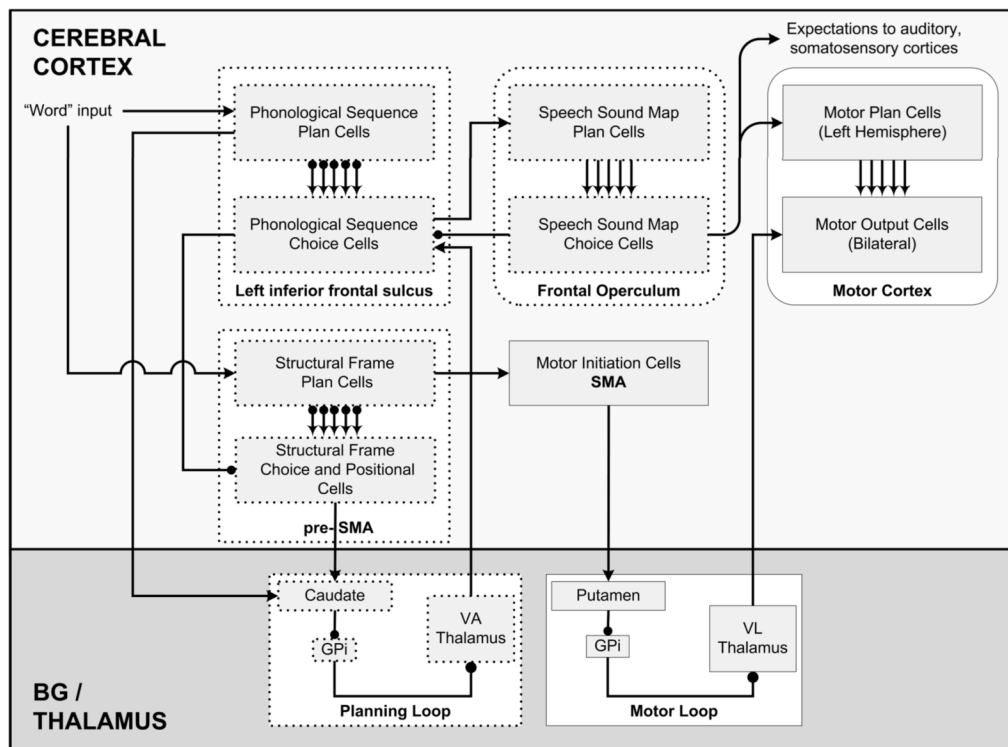 CEREBRAL
CORTEX
Expectations to auditory,
somatosensory cortices
“Word” input
Phonological Sequence
Plan Cells
Speech Sound Map
Plan Cells
Motor Plan Cells
(Left Hemisphere)
Phonological Sequence
Choice Cells
Speech Sound Map
Choice Cells
Motor Output Cells
(Bilateral)
Left inferior frontal sulcus
Frontal Operculum
Motor Cortex
Structural Frame
Plan Cells
Motor Initiation Cells
SMA
Structural Frame
Choice and Positional
Cells
pre-SMA
Caudate
GPi
VA
Thalamus
Planning Loop
Putamen
GPi
VL
Thalamus
Motor Loop
BG /
THALAMUS